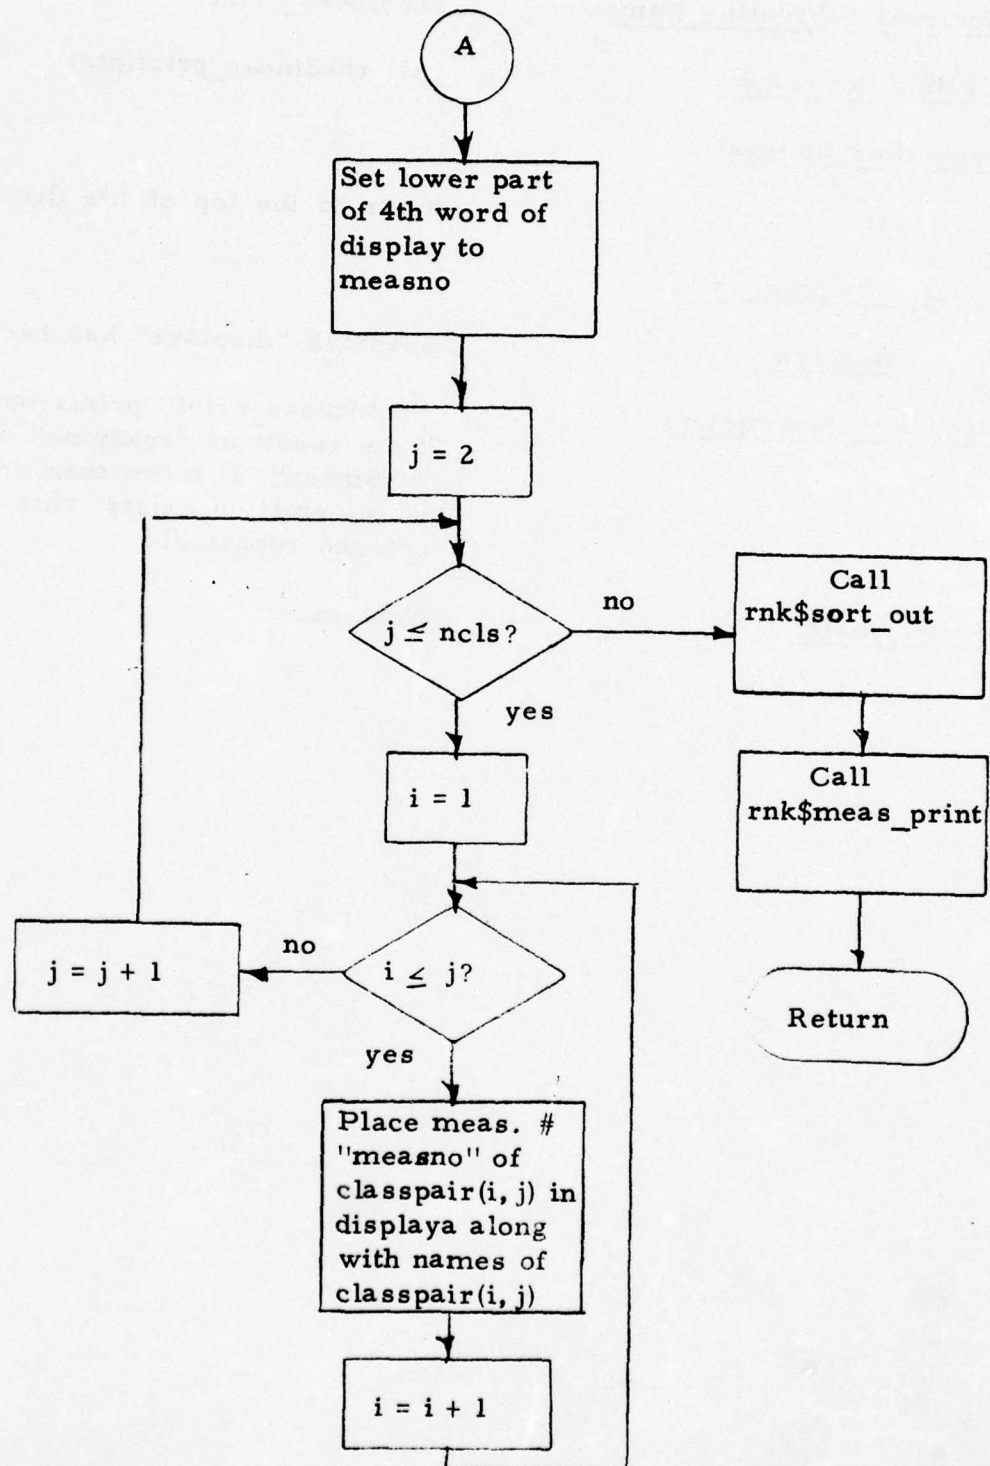 A
Set lower part
of 4th word of
display to
measno
j = 2
j ≤ ncls?
no
yes
Call
rnk$sort_out
Call
rnk$meas_print
Return
i = 1
i ≤ j?
no
yes
j = j + 1
Place meas. #
"measno" of
classpair(i, j) in
displaya along
with names of
classpair(i, j)
i = i + 1